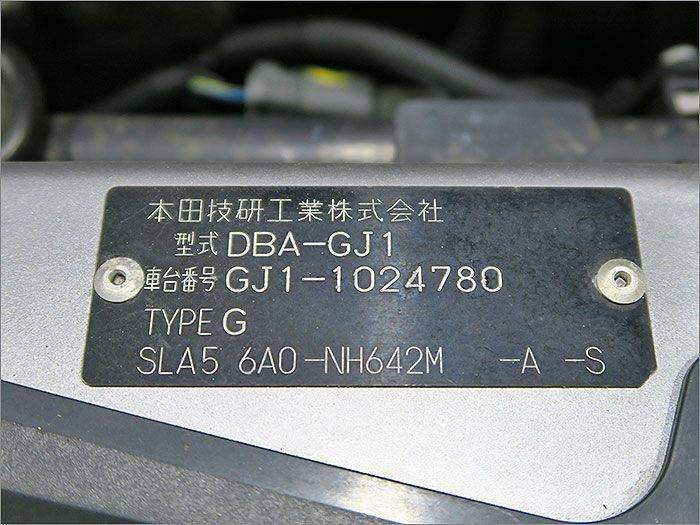 本田技研工業株式会社
型式 DBA-GJ1
車台番号 GJ1-1024780
TYPE G
SLA5 6A0-NH642M -A -S